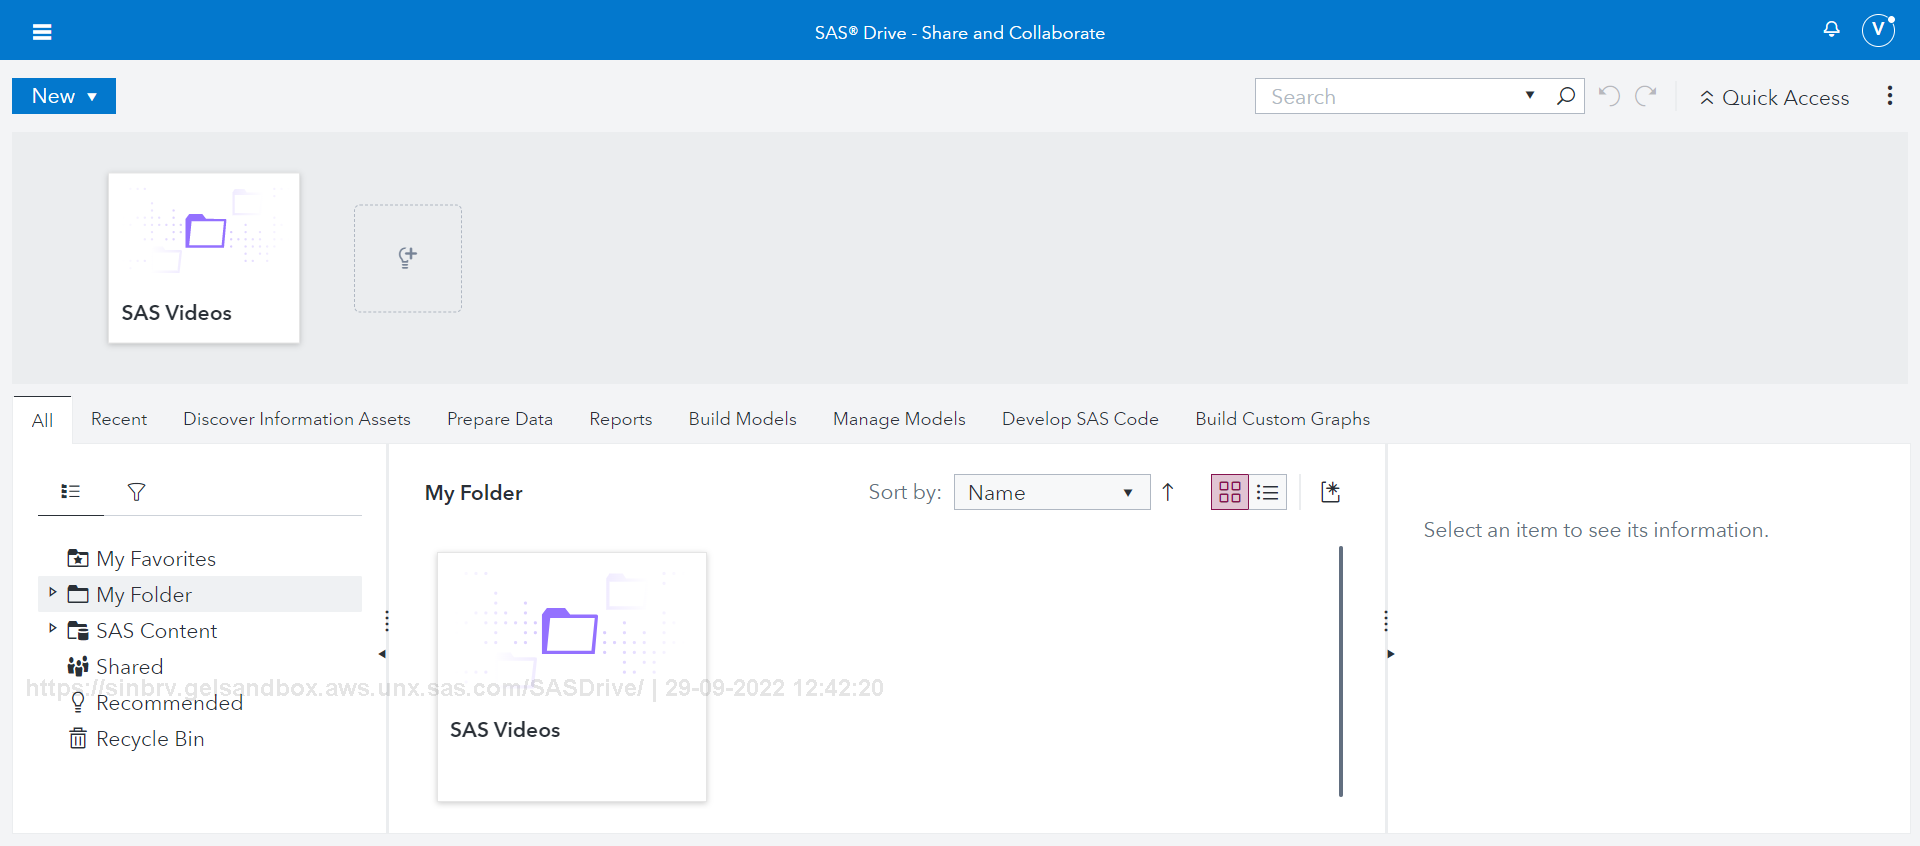 SAS® Drive - Share and Collaborate
V
New
Search
Quick Access
SAS Videos
All
Recent
Discover Information Assets
Prepare Data
Reports
Build Models
Manage Models
Develop SAS Code
Build Custom Graphs
My Folder
Sort by:
Name
Select an item to see its information.
My Favorites
My Folder
SAS Content
Shared
https://sinbrv.gelsandbox.aws.unx.sas.com/SASDrive/ | 29-09-2022 12:42:20
Recommended
Recycle Bin
SAS Videos